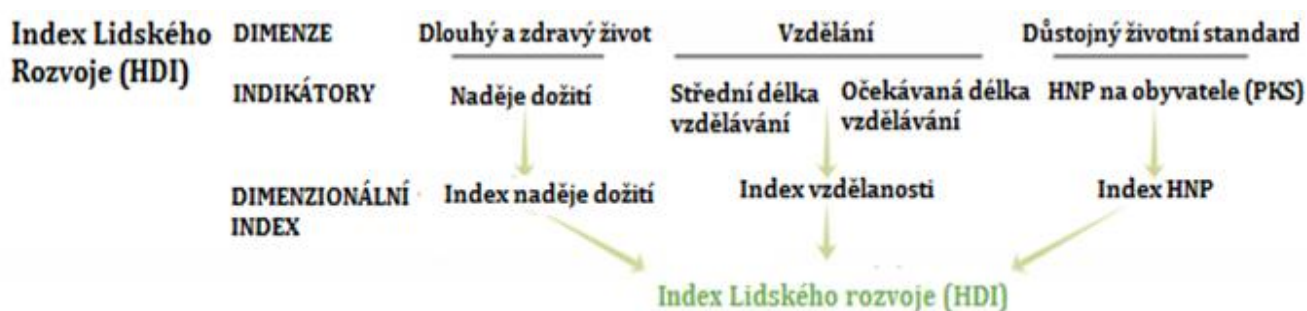 Index Lidského
Rozvoje (HDI)
DIMENZE
Dlouhý a zdravý život
Vzdělání
Důstojný životní standard
INDIKÁTORY
Naděje dožití
Střední délka
vzdělávání
Očekávaná délka
vzdělávání
HNP na obyvatele (PKS)
DIMENZIONÁLNÍ
INDEX
Index naděje dožití
Index vzdělanosti
Index HNP
Index Lidského rozvoje (HDI)